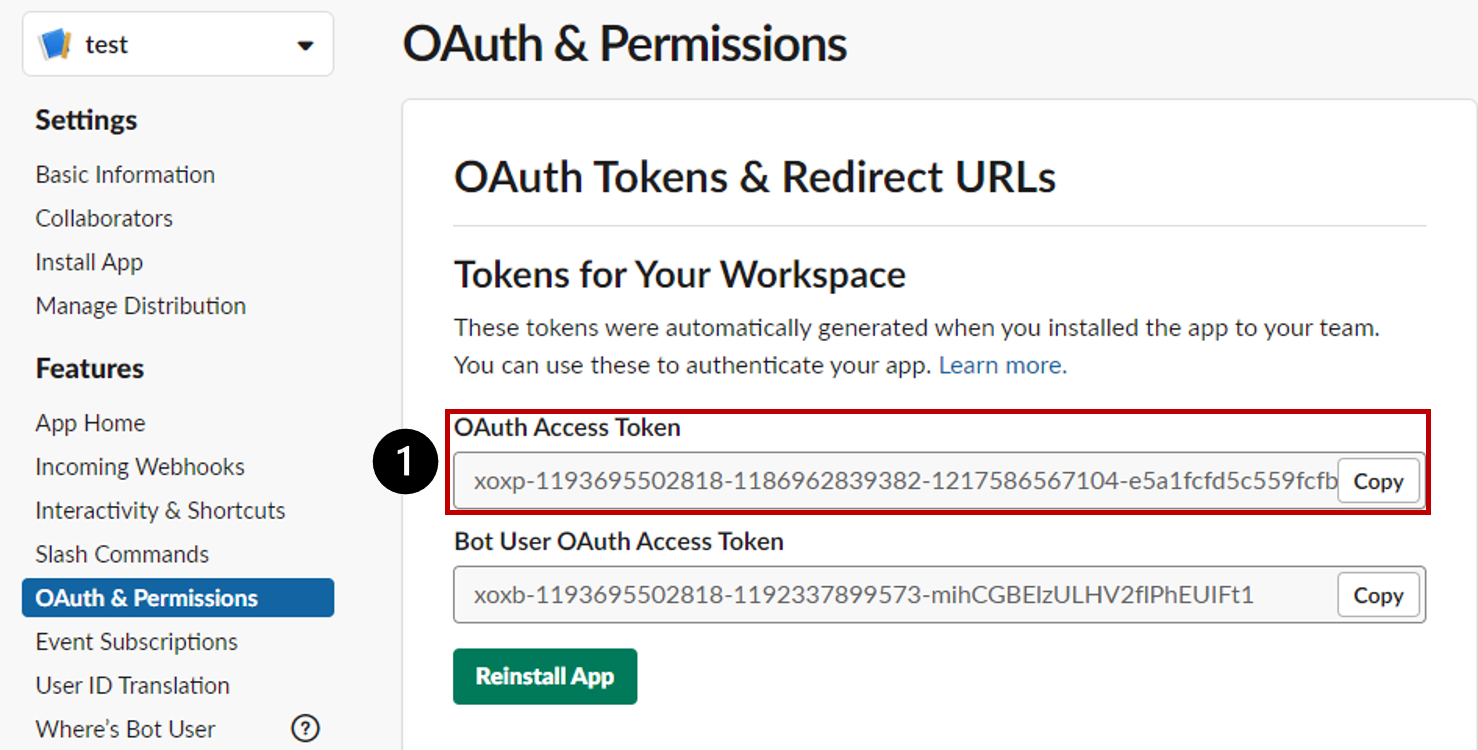 test
OAuth & Permissions
Settings
Basic Information
Collaborators
Install App
Manage Distribution
Features
App Home
Incoming Webhooks
Interactivity & Shortcuts
Slash Commands
OAuth & Permissions
Event Subscriptions
User ID Translation
Where's Bot User
?
OAuth Tokens & Redirect URLs
Tokens for Your Workspace
These tokens were automatically generated when you installed the app to your team.
You can use these to authenticate your app. Learn more.
1
OAuth Access Token
xoxp-1193695502818-1186962839382-1217586567104-e5a1fcfd5c559fcfb Copy
Bot User OAuth Access Token
Copy
Reinstall App